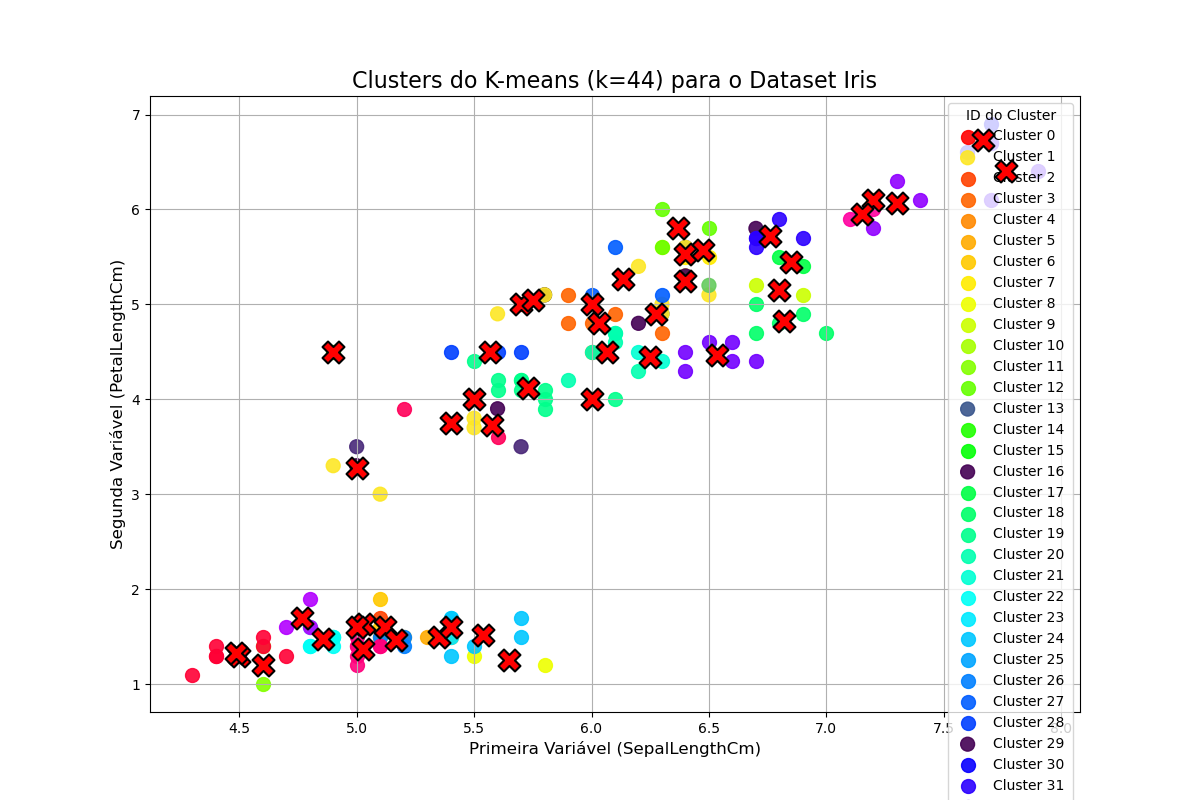 Clusters do K-means (k=44) para o Dataset Iris
Segunda Variável (PetalLengthCm)
7
6
5
4
3
2
1
4.5
5.0
5.5
6.0
6.5
7.0
7.5
8.0
Primeira Variável (SepalLengthCm)
ID do Cluster
Cluster 0
Cluster 1
Cluster 2
Cluster 3
Cluster 4
Cluster 5
Cluster 6
Cluster 7
Cluster 8
Cluster 9
Cluster 10
Cluster 11
Cluster 12
Cluster 13
Cluster 14
Cluster 15
Cluster 16
Cluster 17
Cluster 18
Cluster 19
Cluster 20
Cluster 21
Cluster 22
Cluster 23
Cluster 24
Cluster 25
Cluster 26
Cluster 27
Cluster 28
Cluster 29
Cluster 30
Cluster 31